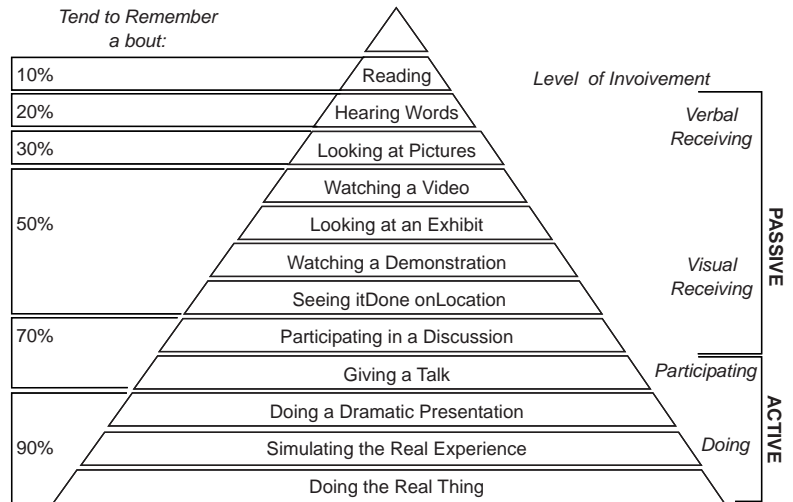 Tend to Remember
a bout:
10%
Reading
Level of Invoivement
20%
Hearing Words
Verbal
Receiving
30%
Looking at Pictures
Watching a Video
50%
Looking at an Exhibit
PASSIVE
Watching a Demonstration
Visual
Receiving
Seeing itDone onLocation
70%
Participating in a Discussion
Giving a Talk
Participating
Doing a Dramatic Presentation
ACTIVE
90%
Simulating the Real Experience
Doing
Doing the Real Thing